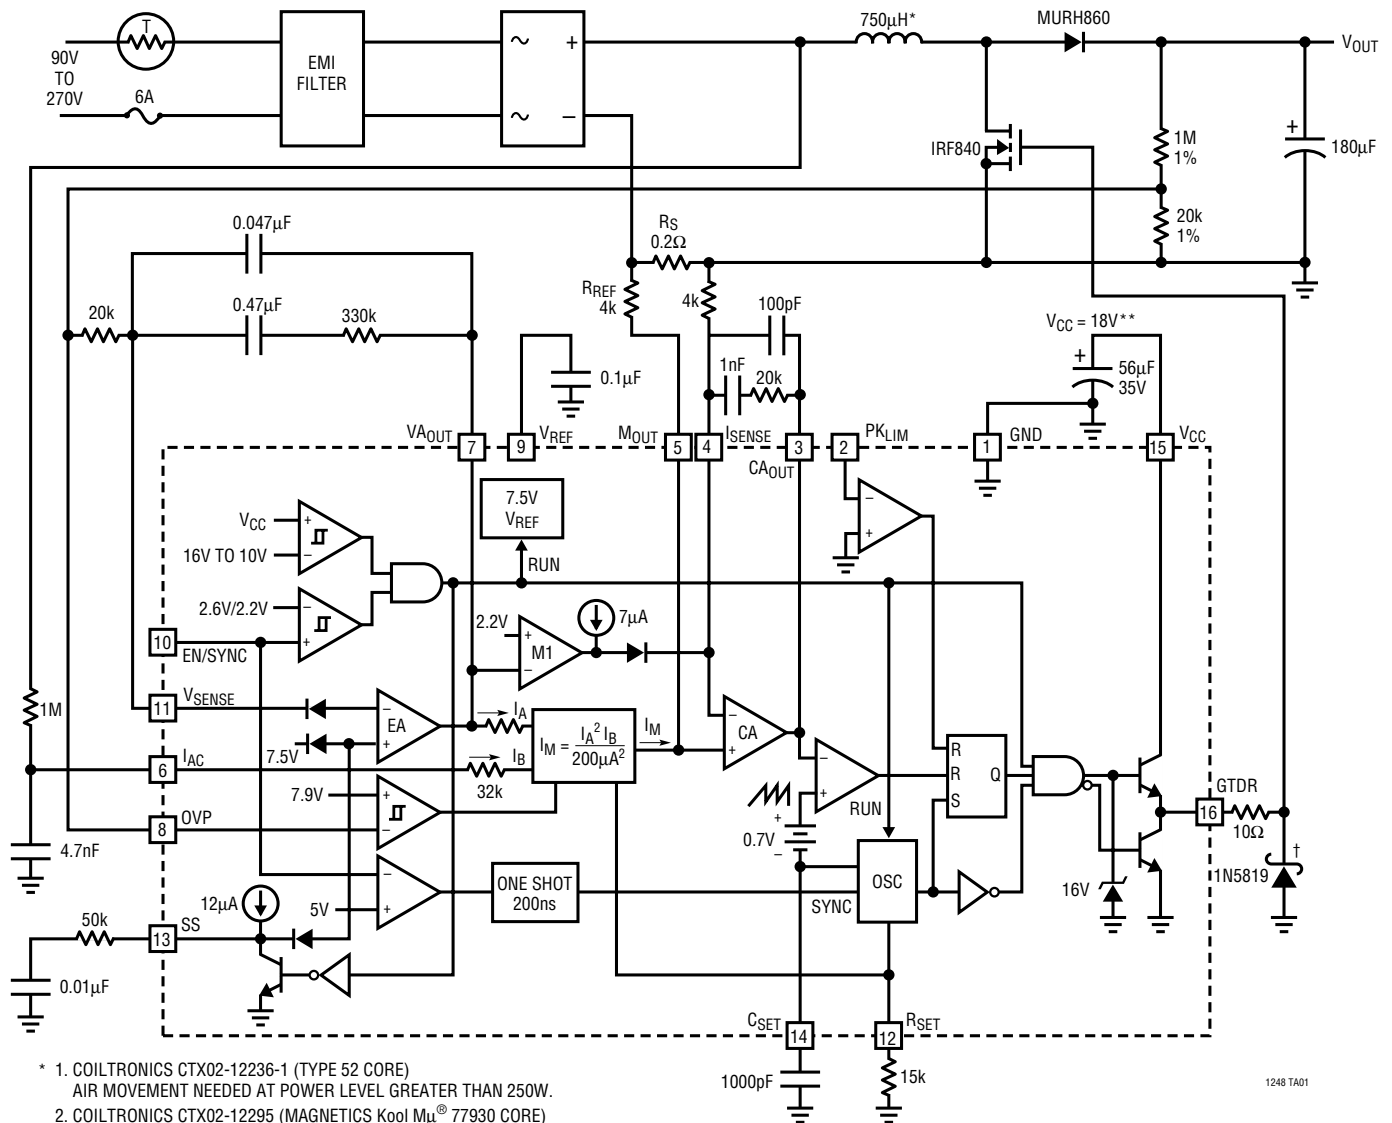 T
750µH*
MURH860
VOUT
90V
TO
270V
6A
EMI
FILTER
~
+
~
–
IRF840
1M
1%
+
180µF
20k
1%
0.047µF
RS
0.2Ω
RREF
4k
4k
100pF
20k
0.47µF
330k
VCC = 18V**
+
56µF
35V
0.1µF
1nF
20k
VAOUT
7
9
VREF
MOUT
5
4
ISENSE
3
CAOUT
2
PKLIM
1
GND
15
VCC
7.5V
VREF
RUN
VCC
+
16V TO 10V
–
2.6V/2.2V
–
+
10
EN/SYNC
2.2V
+
M1
–
7µA
–
+
1M
11
VSENSE
–
EA
7.5V
+
IA
IB
32k
IM = IA² IB
200µA²
IM
–
CA
+
6
IAC
7.9V
+
–
8
OVP
4.7nF
–
+
RUN
R
R
S
Q
+
0.7V
–
16
GTDR
10Ω
†
1N5819
16V
–
5V
+
ONE SHOT
200ns
SYNC
OSC
12µA
50k
13
SS
0.01µF
CSET
14
1000pF
RSET
12
15k
* 1. COILTRONICS CTX02-12236-1 (TYPE 52 CORE)
AIR MOVEMENT NEEDED AT POWER LEVEL GREATER THAN 250W.
2. COILTRONICS CTX02-12295 (MAGNETICS Kool Mµ® 77930 CORE)
1248 TA01